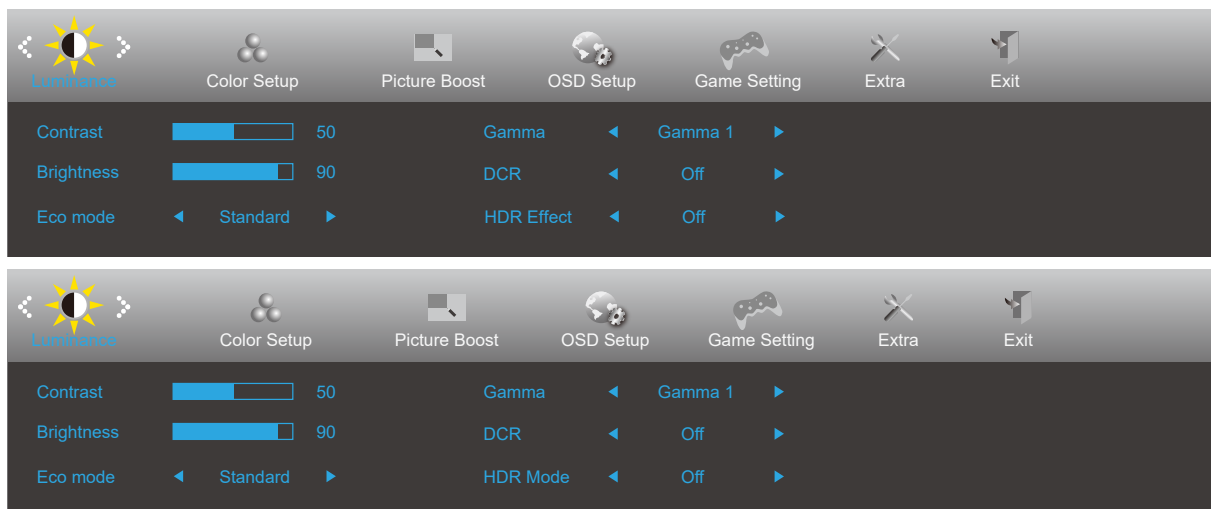 Luminance Color Setup Picture Boost OSD Setup Game Setting Extra Exit
Contrast 50 Gamma Gamma 1
Brightness 90 DCR Off
Eco mode Standard HDR Effect Off
Luminance Color Setup Picture Boost OSD Setup Game Setting Extra Exit
Contrast 50 Gamma Gamma 1
Brightness 90 DCR Off
Eco mode Standard HDR Mode Off